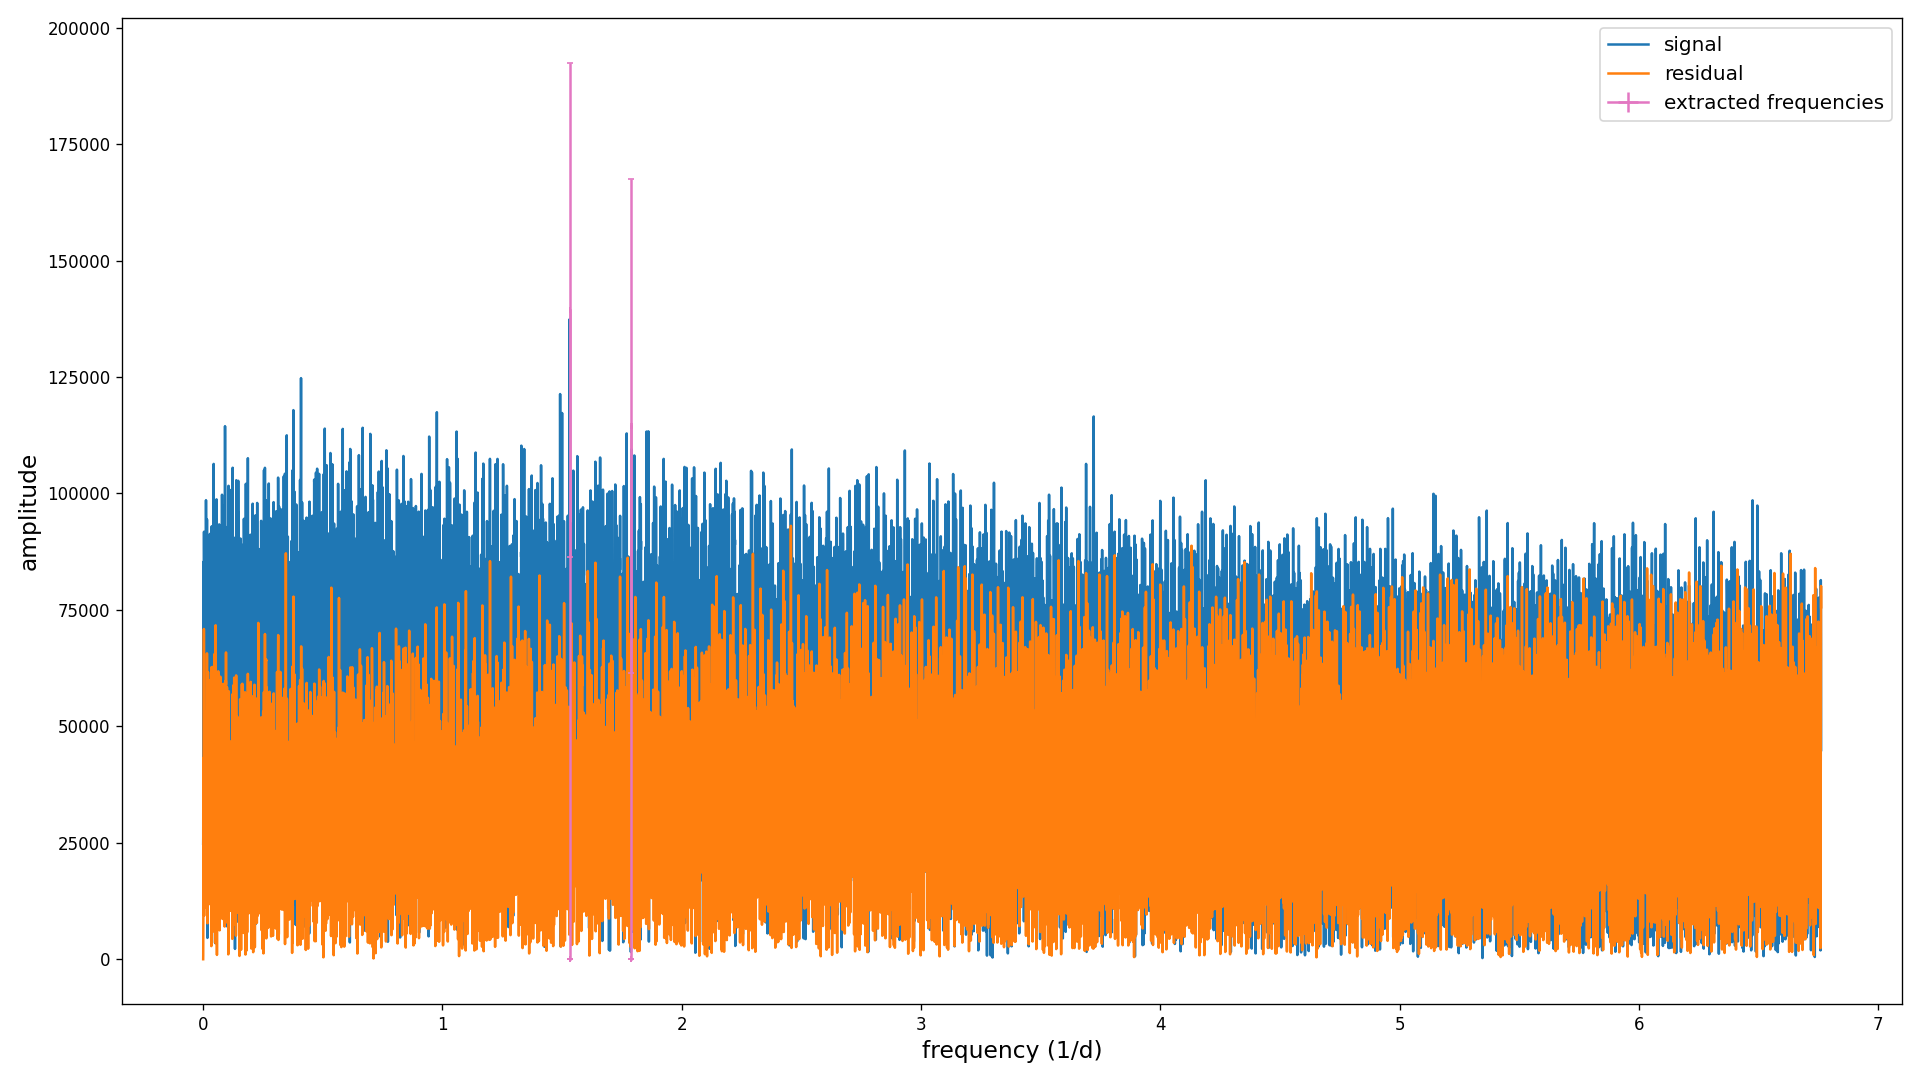 200000
175000
150000
125000
100000
75000
50000
25000
0
amplitude
0 1 2 3 4 5 6 7
frequency (1/d)
signal
residual
extracted frequencies